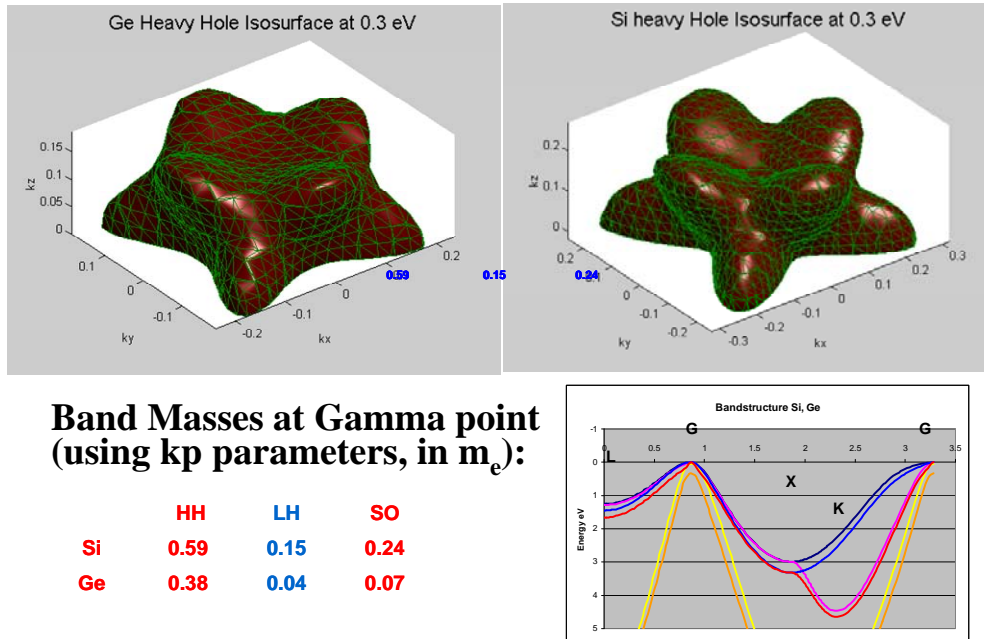 Ge Heavy Hole Isosurface at 0.3 eV
0.15
0.1
0.05
0
kz
0.1
0
-0.1
ky
-0.2
-0.1
0
0.2
kx
0.59 0.15 0.24
Si heavy Hole Isosurface at 0.3 eV
0.2
0.1
0
kz
0.2
0
-0.1
-0.2
ky
-0.3
-0.2
-0.1
0
0.1
0.2
0.3
kx
Band Masses at Gamma point
(using kp parameters, in me):
HH LH SO
Si 0.59 0.15 0.24
Ge 0.38 0.04 0.07
Bandstructure Si, Ge
G G
L
X
K
-1
0
1
2
3
4
5
Energy eV
0.5 1 1.5 2 2.5 3 3.5